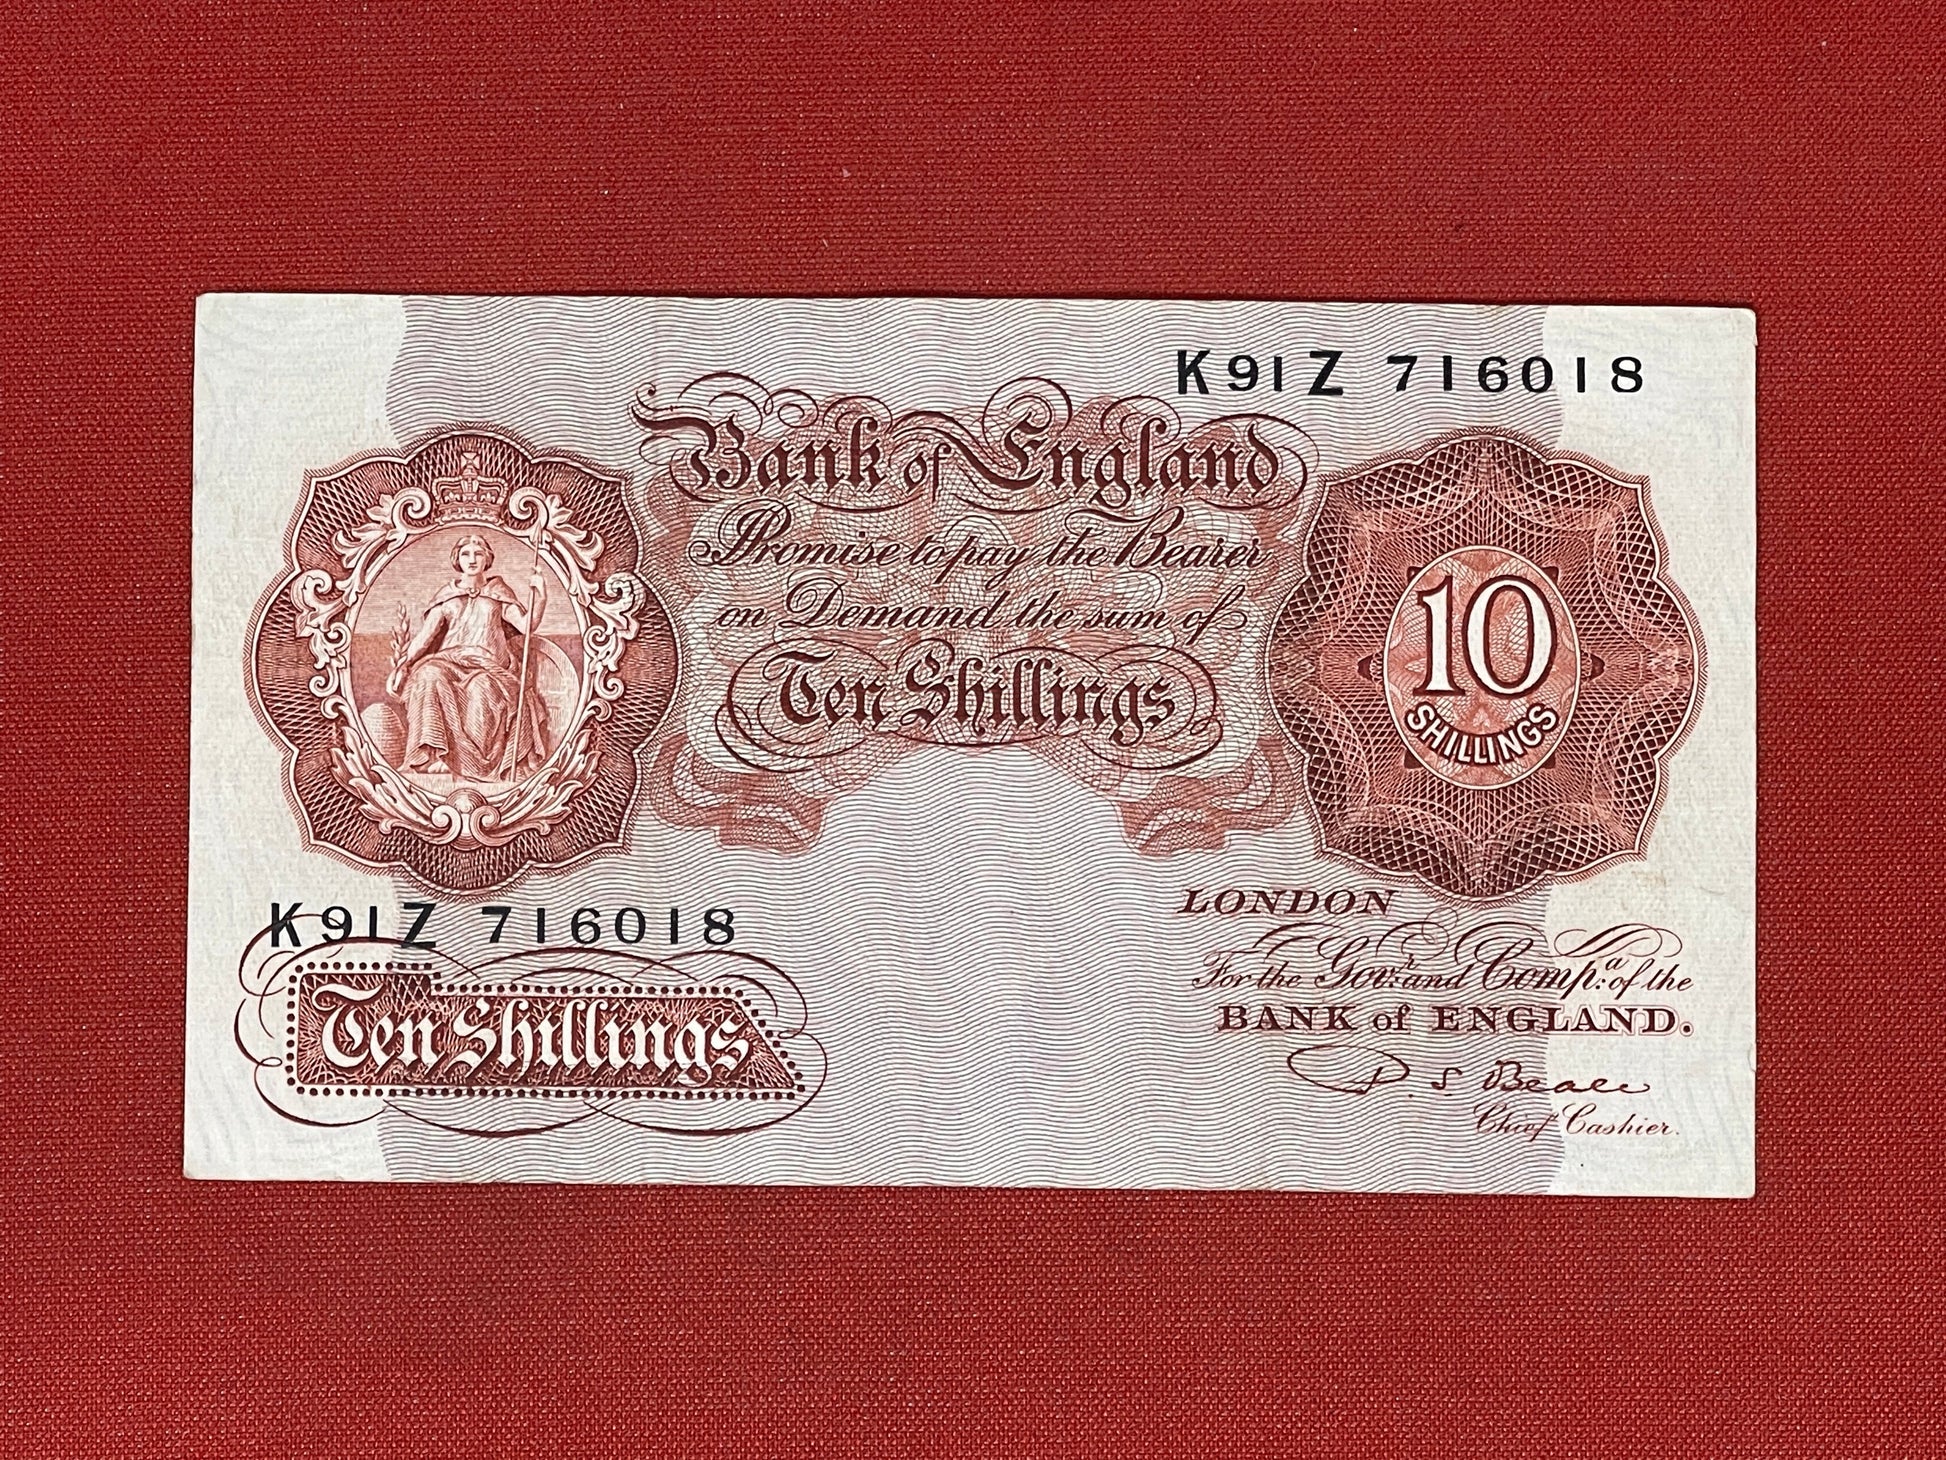 K91Z 716018
Bank of England
Promise to pay the Bearer
on Demand the sum of
Ten Shillings
10
SHILLINGS
K91Z 716018
Ten Shillings
LONDON
For the Govr. and Compa. of the
BANK of ENGLAND.
P. S. Beale
Chief Cashier.